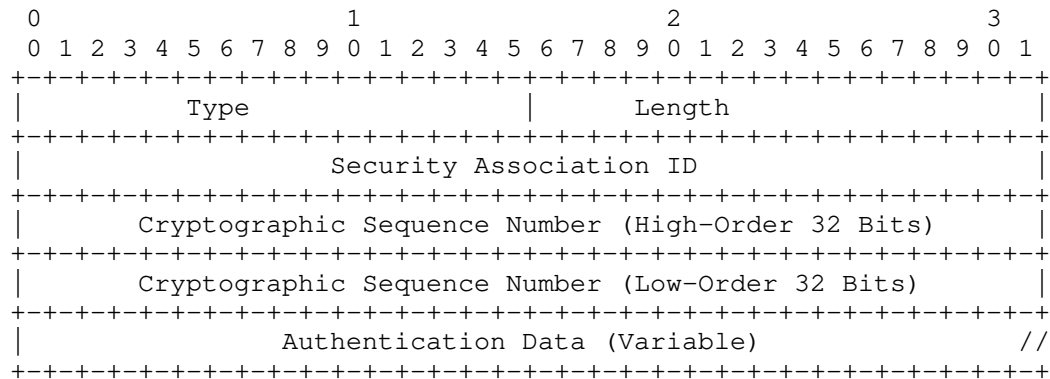 0                   1                   2                   3
0 1 2 3 4 5 6 7 8 9 0 1 2 3 4 5 6 7 8 9 0 1 2 3 4 5 6 7 8 9 0 1
+-+-+-+-+-+-+-+-+-+-+-+-+-+-+-+-+-+-+-+-+-+-+-+-+-+-+-+-+-+-+-+-+
|          Type                 |      Length                   |
+-+-+-+-+-+-+-+-+-+-+-+-+-+-+-+-+-+-+-+-+-+-+-+-+-+-+-+-+-+-+-+-+
|                   Security Association ID                     |
+-+-+-+-+-+-+-+-+-+-+-+-+-+-+-+-+-+-+-+-+-+-+-+-+-+-+-+-+-+-+-+-+
|       Cryptographic Sequence Number (High-Order 32 Bits)      |
+-+-+-+-+-+-+-+-+-+-+-+-+-+-+-+-+-+-+-+-+-+-+-+-+-+-+-+-+-+-+-+-+
|       Cryptographic Sequence Number (Low-Order 32 Bits)       |
+-+-+-+-+-+-+-+-+-+-+-+-+-+-+-+-+-+-+-+-+-+-+-+-+-+-+-+-+-+-+-+-+
|                Authentication Data (Variable)                //
+-+-+-+-+-+-+-+-+-+-+-+-+-+-+-+-+-+-+-+-+-+-+-+-+-+-+-+-+-+-+-+-+